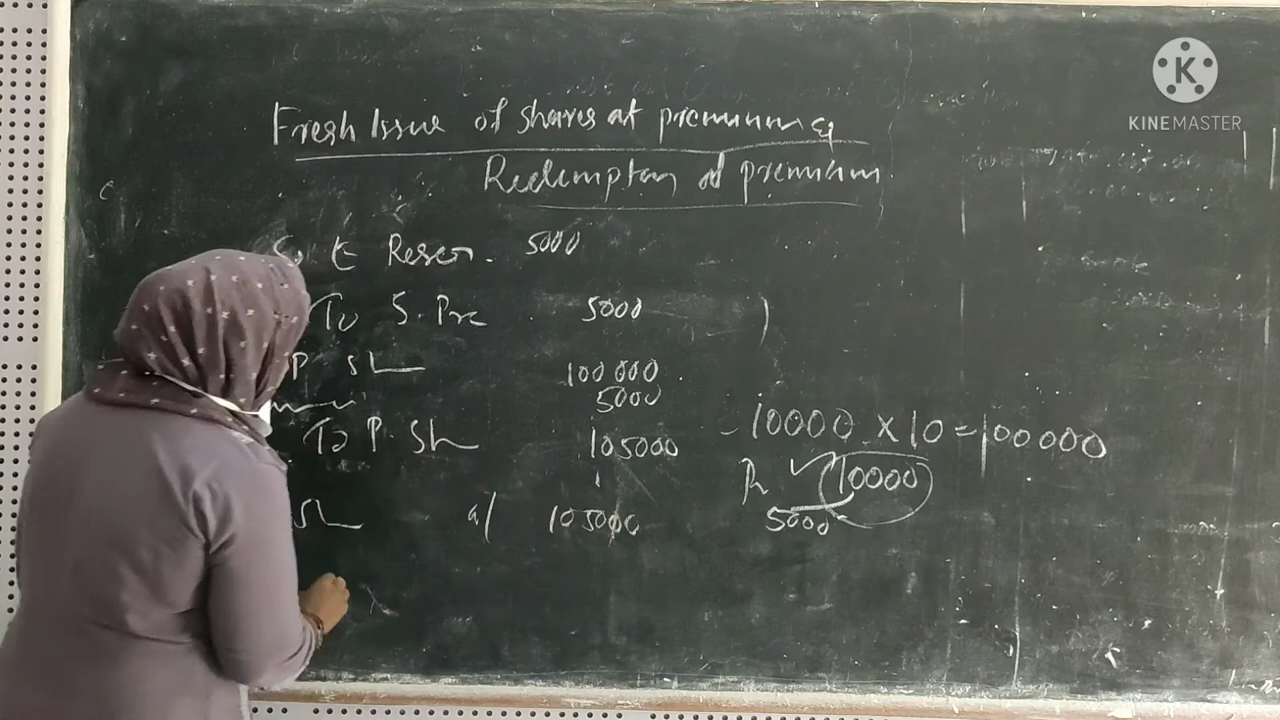 Fresh Issue of shares at premium &
Redemption at premium.
S. E Reser. 5000
To S. Pre 5000
P sh 100000
5000
To P. Sh 105000
Sh a/ 105000
10000 x 10 = 100000
10000
5000
KINEMASTER